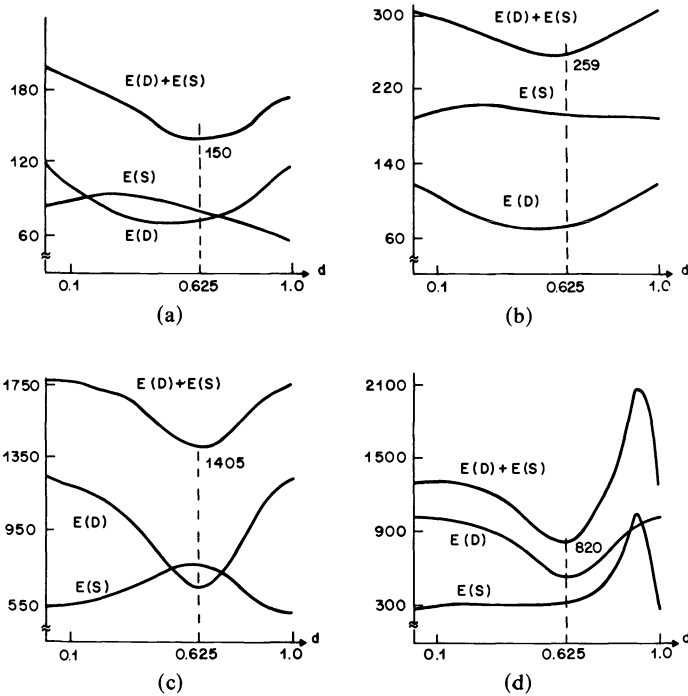 180
120
60
E(D)+E(S)
150
E(S)
E(D)
0.1
0.625
1.0
d
(a)
300
220
140
60
E(D)+E(S)
259
E(S)
E(D)
0.1
0.625
1.0
d
(b)
1750
1350
950
550
E(D)+E(S)
1405
E(D)
E(S)
0.1
0.625
1.0
d
(c)
2100
1500
900
300
E(D)+E(S)
E(D)
820
E(S)
0.1
0.625
1.0
d
(d)